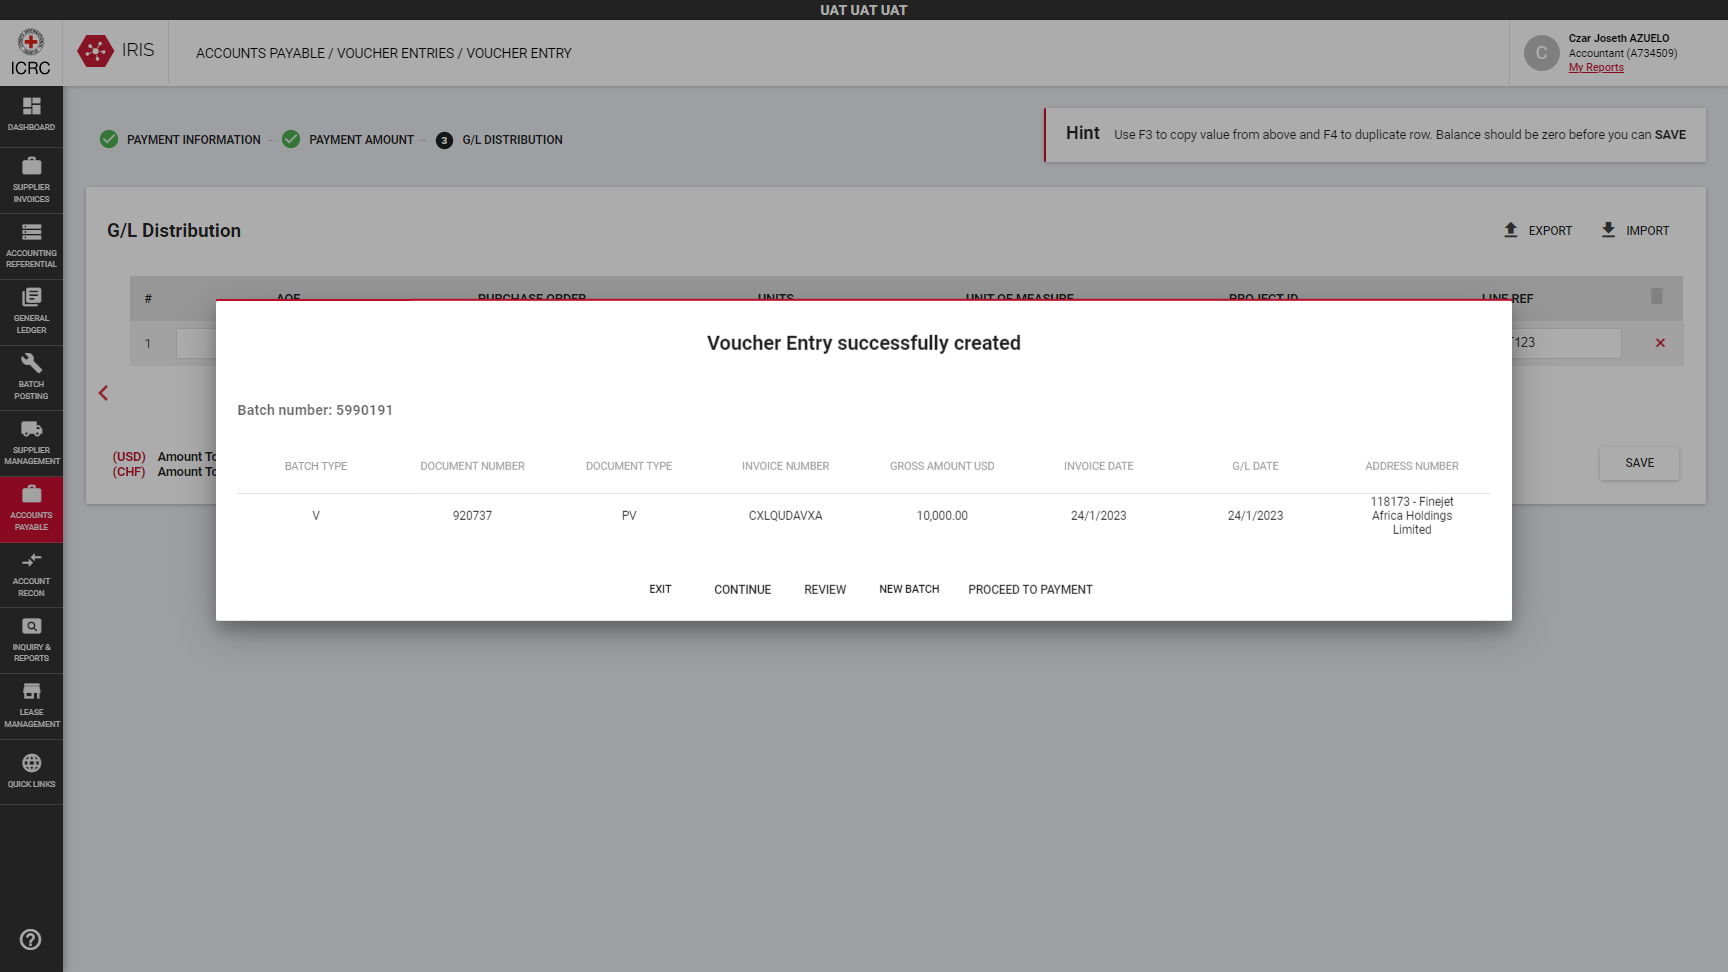 UAT UAT UAT
ICRC
IRIS
ACCOUNTS PAYABLE / VOUCHER ENTRIES / VOUCHER ENTRY
C
Czar Joseth AZUELO
Accountant (A734509)
My Reports
DASHBOARD
SUPPLIER
INVOICES
ACCOUNTING
REFERENTIAL
GENERAL
LEDGER
BATCH
POSTING
SUPPLIER
MANAGEMENT
ACCOUNTS
PAYABLE
ACCOUNT
RECON
INQUIRY &
REPORTS
LEASE
MANAGEMENT
QUICK LINKS
PAYMENT INFORMATION
PAYMENT AMOUNT
3 G/L DISTRIBUTION
Hint Use F3 to copy value from above and F4 to duplicate row. Balance should be zero before you can SAVE
G/L Distribution
EXPORT
IMPORT
# PURCHASE ORDER UNITS UNIT OF MEASURE PROJECT ID LINE REF
1 123
(USD) Amount To
(CHF) Amount To
SAVE
Voucher Entry successfully created
Batch number: 5990191
BATCH TYPE DOCUMENT NUMBER DOCUMENT TYPE INVOICE NUMBER GROSS AMOUNT USD INVOICE DATE G/L DATE ADDRESS NUMBER
V 920737 PV CXLQUDAVXA 10,000.00 24/1/2023 24/1/2023 118173 - Finejet
Africa Holdings
Limited
EXIT CONTINUE REVIEW NEW BATCH PROCEED TO PAYMENT